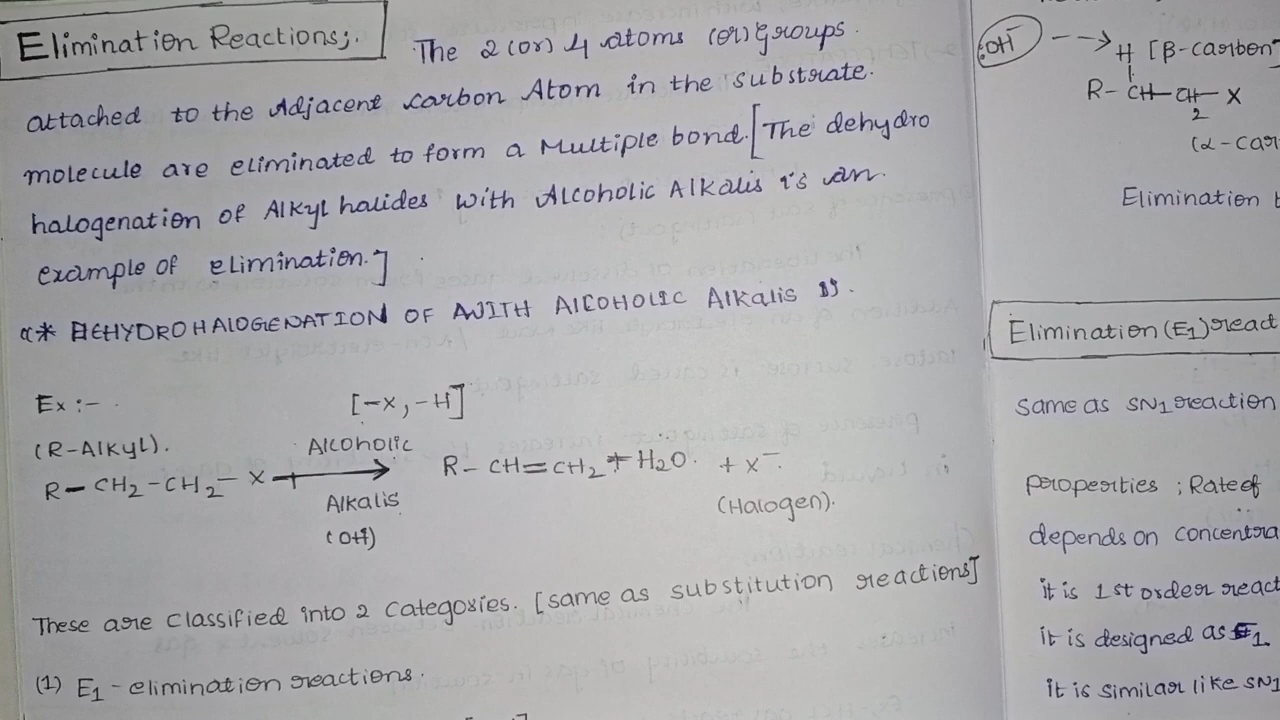 Elimination Reactions;. The 2 (or) 4 atoms (or) groups.
attached to the Adjacent carbon Atom in the substrate.
molecule are eliminated to form a Multiple bond. [The dehydro
halogenation of Alkyl halides with Alcoholic Alkalis is an.
example of elimination.]
(* DEHYDROHALOGENATION OF WITH AlCOHOLIC Alkalis )).
Ex :-
[-X, -H]
(R-Alkyl).
Alcoholic
R-CH2-CH2-X + → R-CH=CH2 + H2O. + X-.
Alkalis
(Halogen).
(OH)
These are classified into 2 categories. [same as substitution reactions]
(1) E1 - elimination reactions.
:OH- --→ H [β-carbon]
R-CH-CH2-X
(α-car
Elimination
Elimination (E1) react
Same as SN1 reaction
Properties ; Rate of
depends on concentra
it is 1st order react
it is designed as E1.
it is similar like SN1